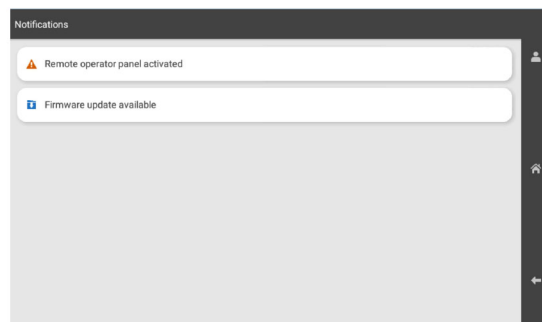 Notifications
Remote operator panel activated
Firmware update available